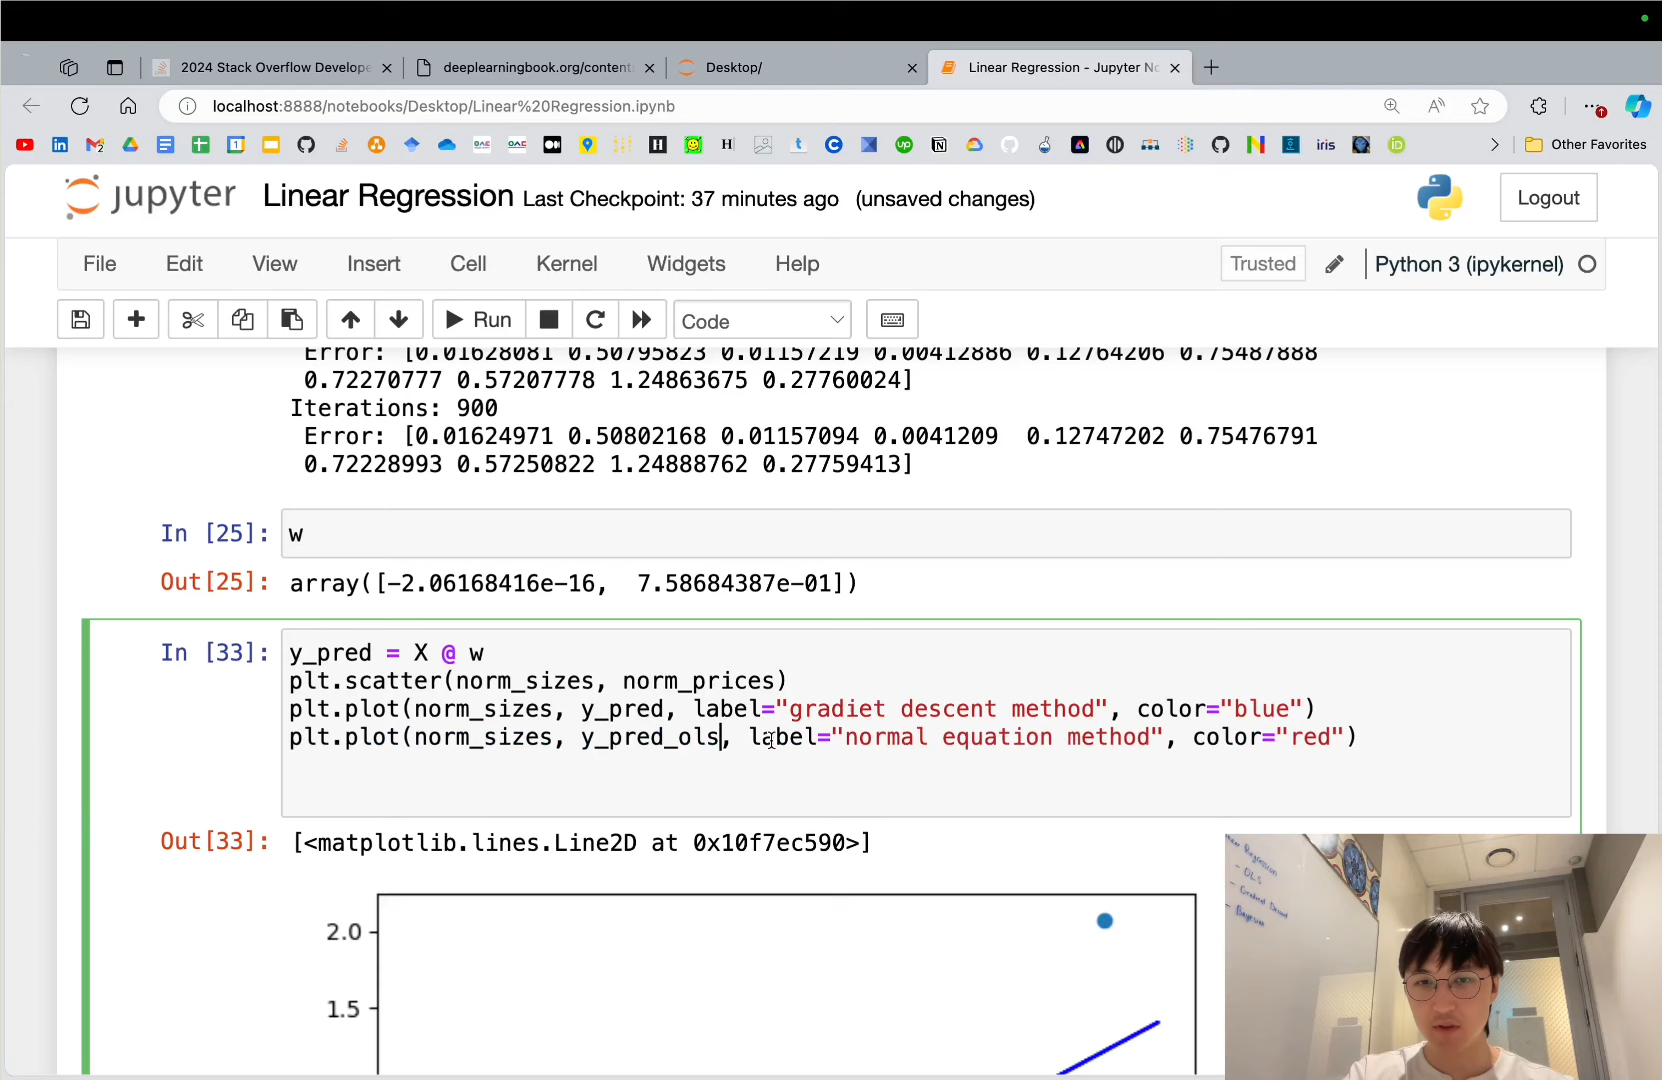 2024 Stack Overflow Develope
deeplearningbook.org/content
Desktop/
Linear Regression - Jupyter No
localhost:8888/notebooks/Desktop/Linear%20Regression.ipynb
Other Favorites
jupyter Linear Regression Last Checkpoint: 37 minutes ago (unsaved changes)
Logout
File Edit View Insert Cell Kernel Widgets Help
Trusted
Python 3 (ipykernel)
Run
Code
Error: [0.01628081 0.50795823 0.01157219 0.00412886 0.12764206 0.75487888
0.72270777 0.57207778 1.24863675 0.27760024]
Iterations: 900
Error: [0.01624971 0.50802168 0.01157094 0.0041209 0.12747202 0.75476791
0.72228993 0.57250822 1.24888762 0.27759413]
In [25]: w
Out[25]: array([-2.06168416e-16, 7.58684387e-01])
In [33]: y_pred = X @ w
plt.scatter(norm_sizes, norm_prices)
plt.plot(norm_sizes, y_pred, label="gradiet descent method", color="blue")
plt.plot(norm_sizes, y_pred_ols, label="normal equation method", color="red")
Out[33]: [<matplotlib.lines.Line2D at 0x10f7ec590>]
2.0
1.5
Linear Regression
- OLS
- Gradient Descent
- Bayesian